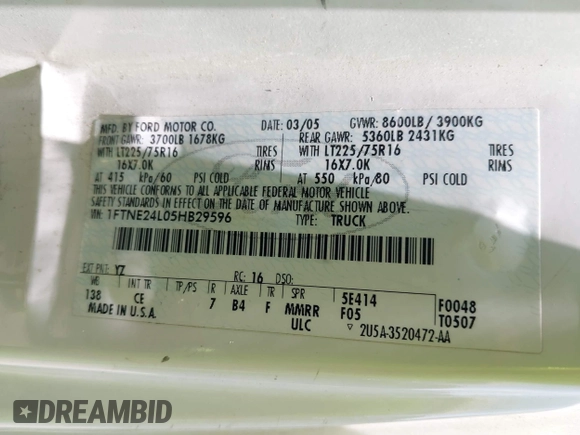 MFD. BY FORD MOTOR CO. DATE: 03/05 GVWR: 8600LB/ 3900KG
FRONT GAWR: 3700LB 1678KG REAR GAWR: 5360LB 2431KG
WITH LT225/75R16 TIRES WITH LT225/75R16 TIRES
16X7.0K RIMS 16X7.0K RIMS
AT 415 kPa/60 PSI COLD AT 550 kPa/80 PSI COLD
THIS VEHICLE CONFORMS TO ALL APPLICABLE FEDERAL MOTOR VEHICLE
SAFETY STANDARDS IN EFFECT ON THE DATE OF MANUFACTURE SHOWN ABOVE.
VIN: 1FTNE24L05HB29596 TYPE: TRUCK
EXT PNT: YZ RC: 16 DSO:
WB INT TR TP/PS R AXLE TR SPR 5E414 F0048
138 CE 7 B4 F MMRR F05 T0507
MADE IN U.S.A. ULC ▽ 2U5A-3520472-AA
DREAMBID